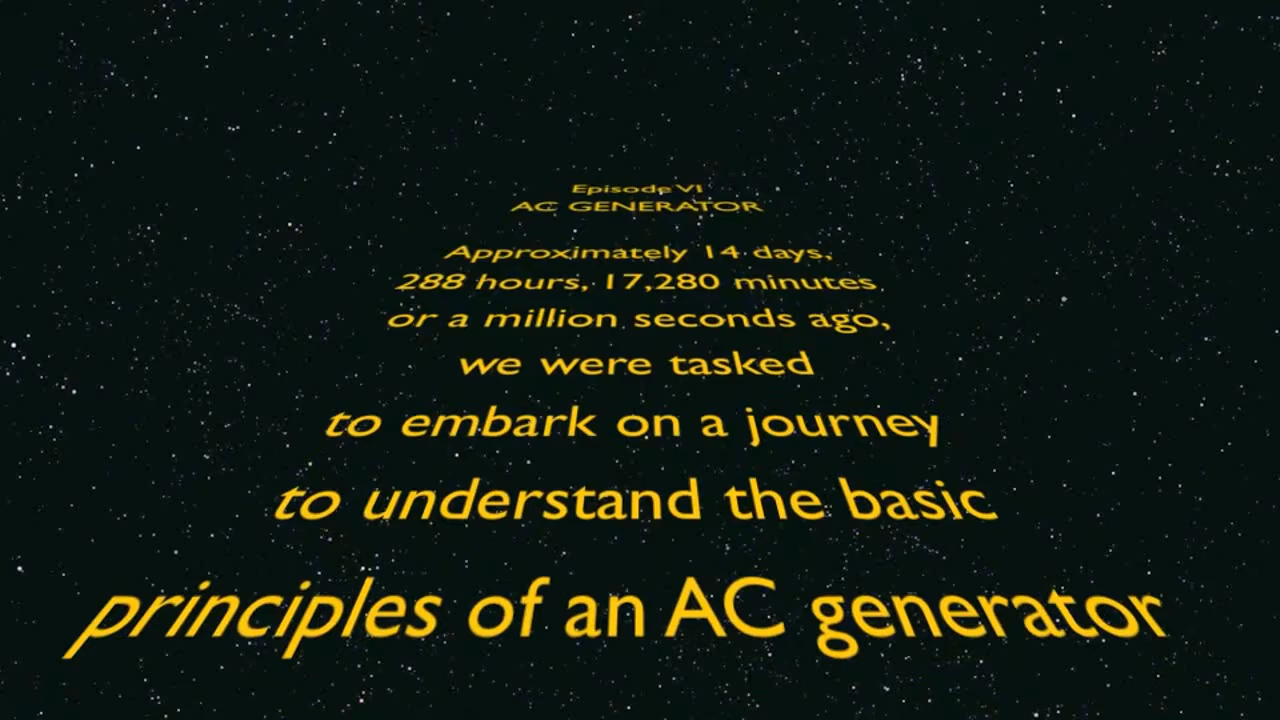 Episode VI
AC GENERATOR
Approximately 14 days,
288 hours, 17,280 minutes
or a million seconds ago,
we were tasked
to embark on a journey
to understand the basic
principles of an AC generator